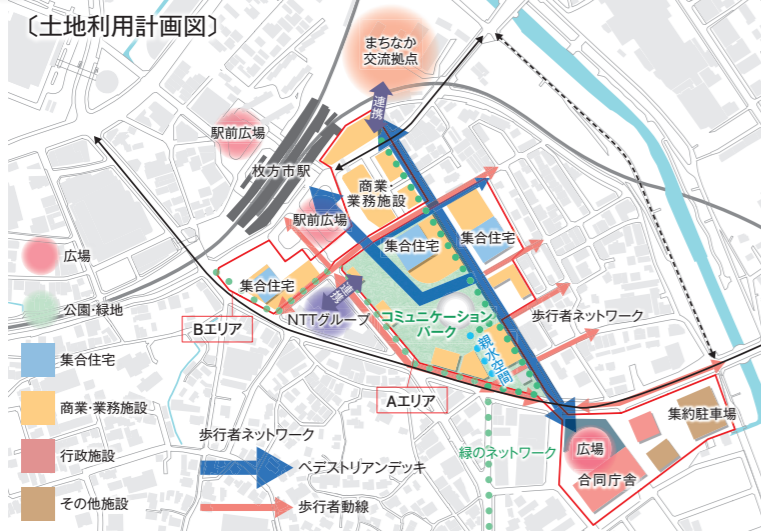 〔土地利用計画図〕
まちなか
交流拠点
連携
駅前広場
枚方市駅
商業・
業務施設
駅前広場
集合住宅
集合住宅
広場
集合住宅
連携
NTTグループ
公園・緑地
コミュニケーション
パーク
歩行者ネットワーク
Bエリア
親水空間
集合住宅
Aエリア
商業・業務施設
集約駐車場
歩行者ネットワーク
緑のネットワーク
広場
行政施設
ペデストリアンデッキ
合同庁舎
その他施設
歩行者動線